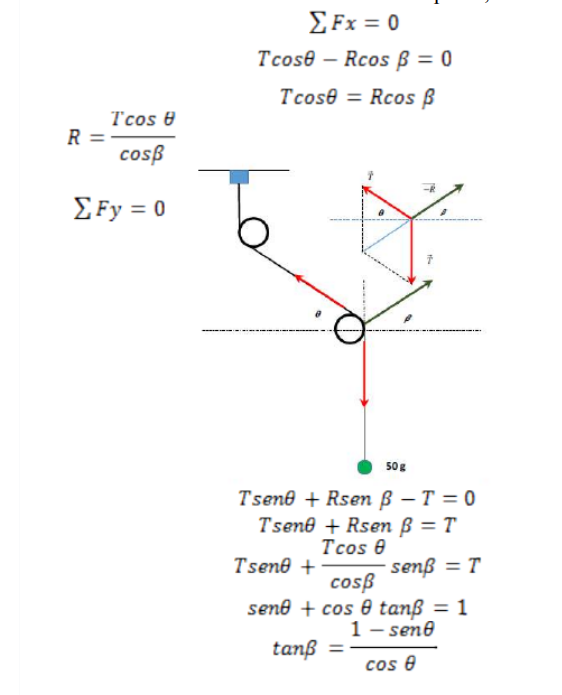 ∑ Fx = 0
Tcosθ − Rcos β = 0
Tcosθ = Rcos β
R = Tcos θ / cosβ
∑ Fy = 0
T⃗
−R⃗
θ
β
T⃗
θ
β
50 g
Tsenθ + Rsen β − T = 0
Tsenθ + Rsen β = T
Tsenθ + Tcos θ / cosβ senβ = T
senθ + cos θ tanβ = 1
tanβ = 1 − senθ / cos θ